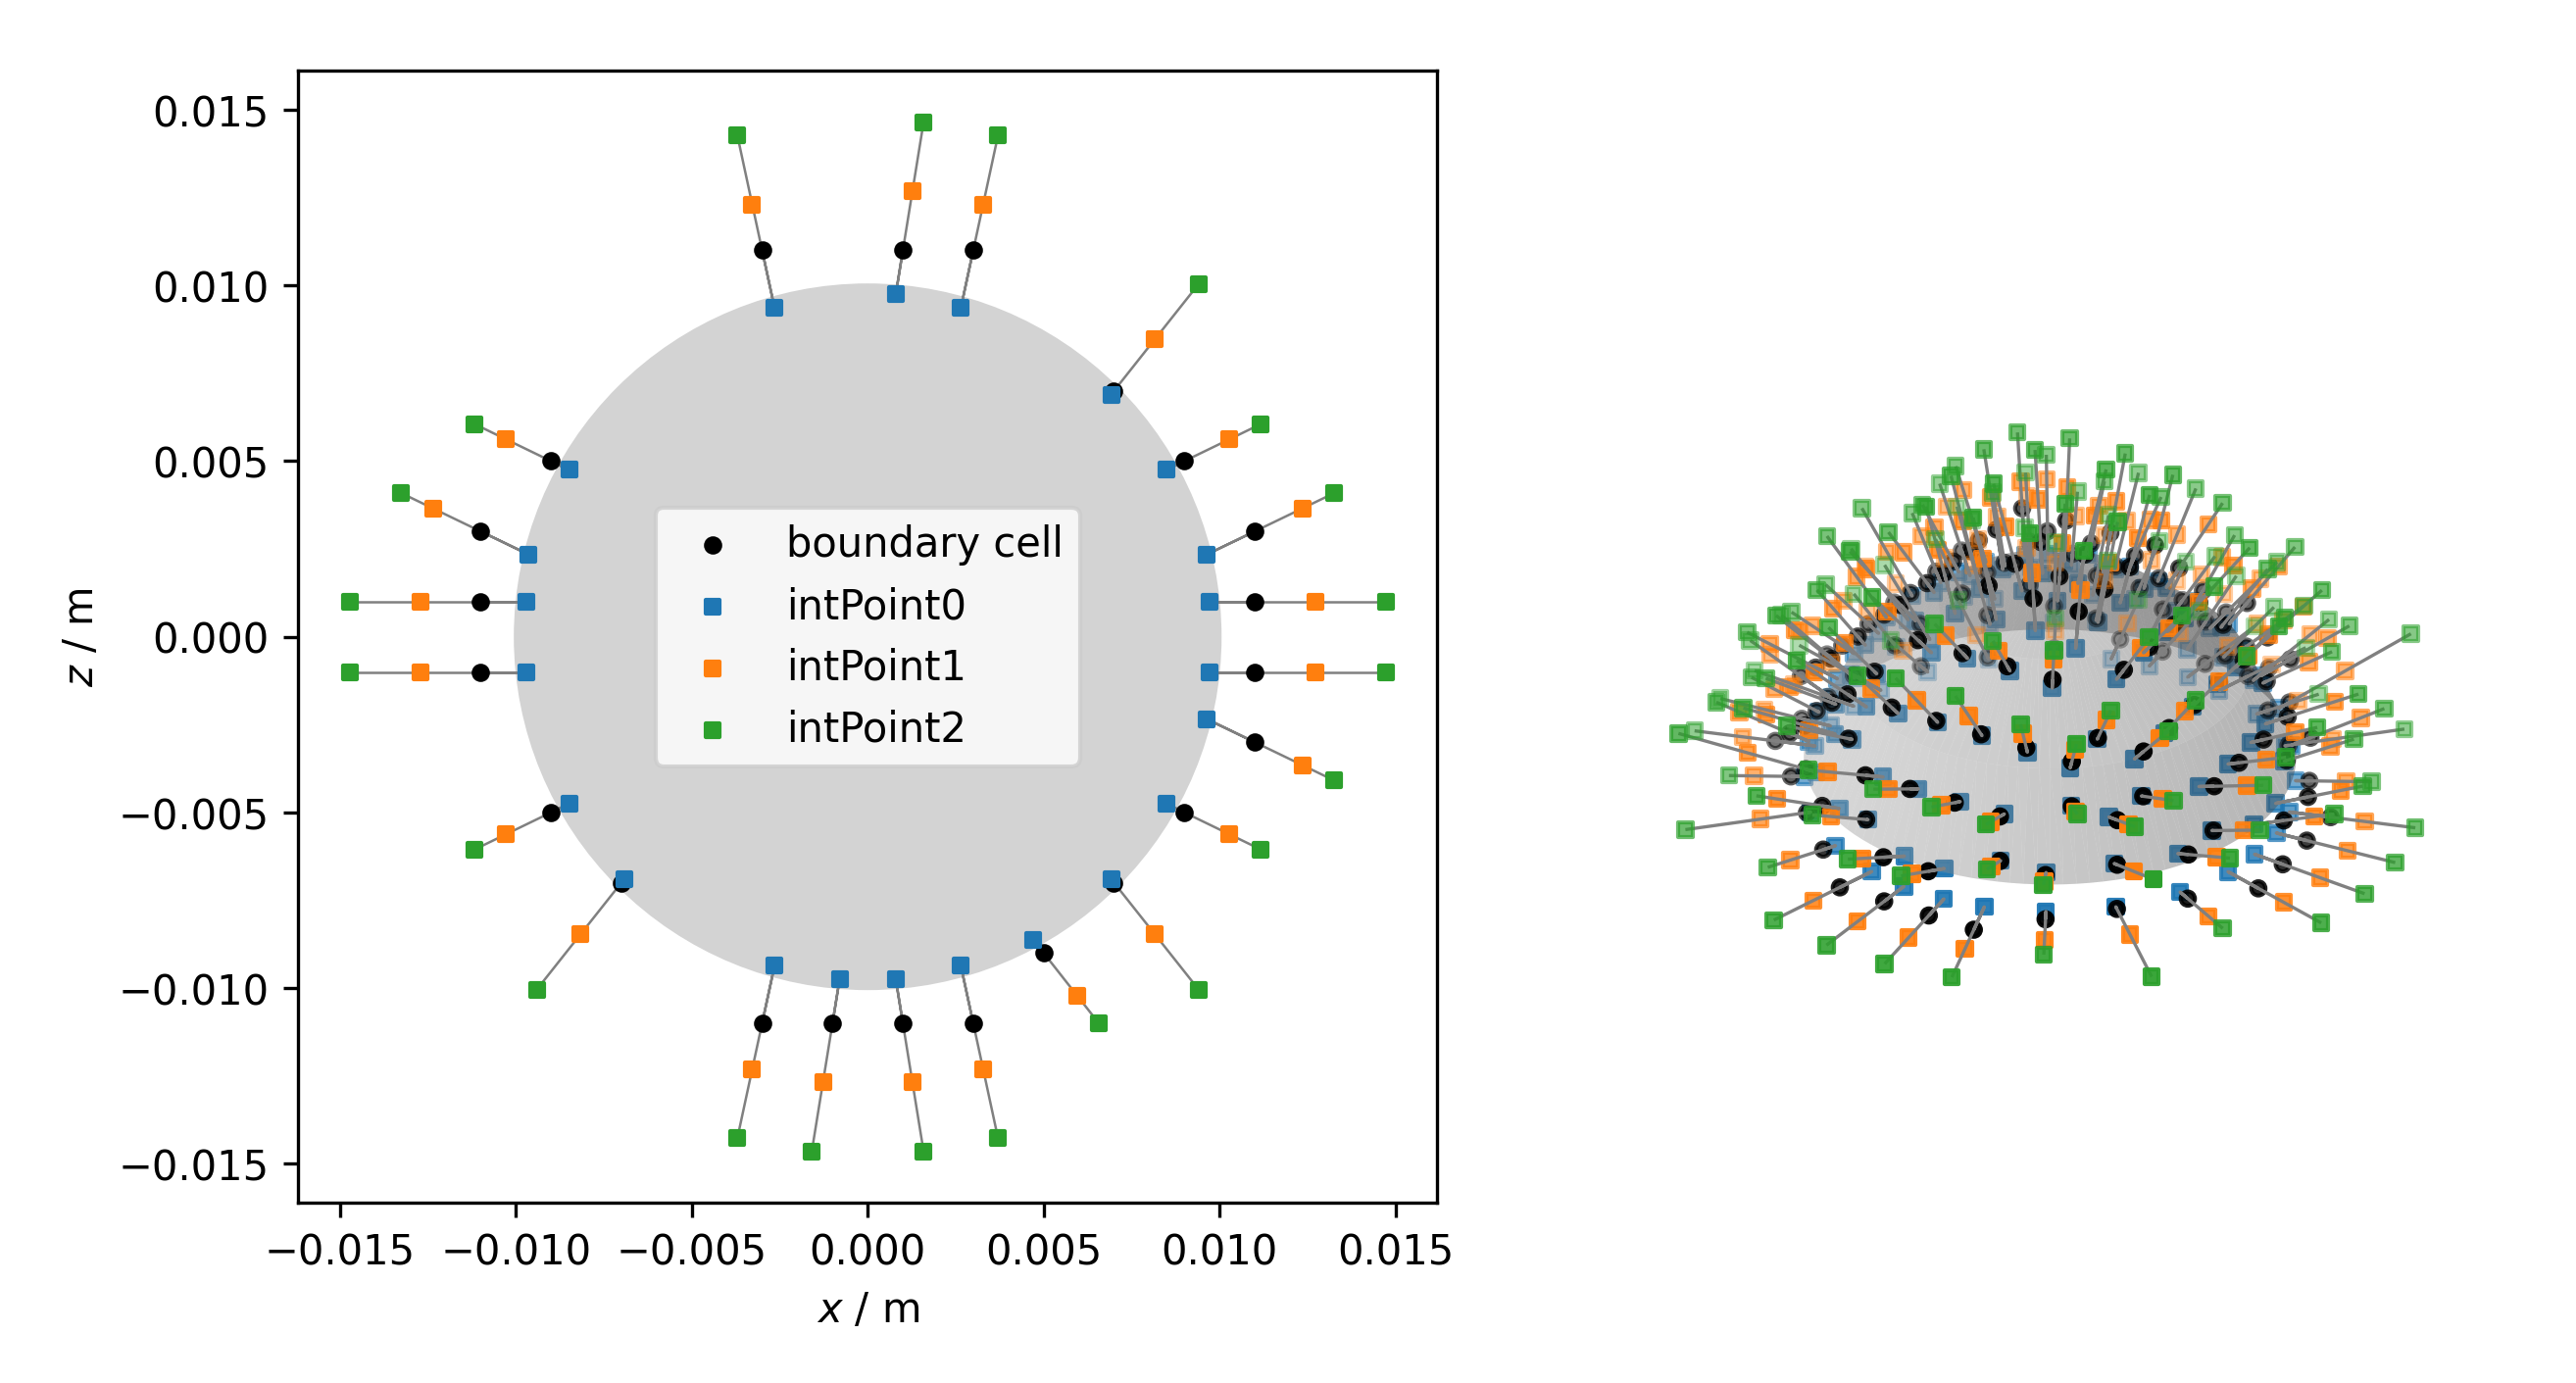 0.015
0.010
0.005
0.000
−0.005
−0.010
−0.015
z / m
boundary cell
intPoint0
intPoint1
intPoint2
−0.015 −0.010 −0.005 0.000 0.005 0.010 0.015
x / m